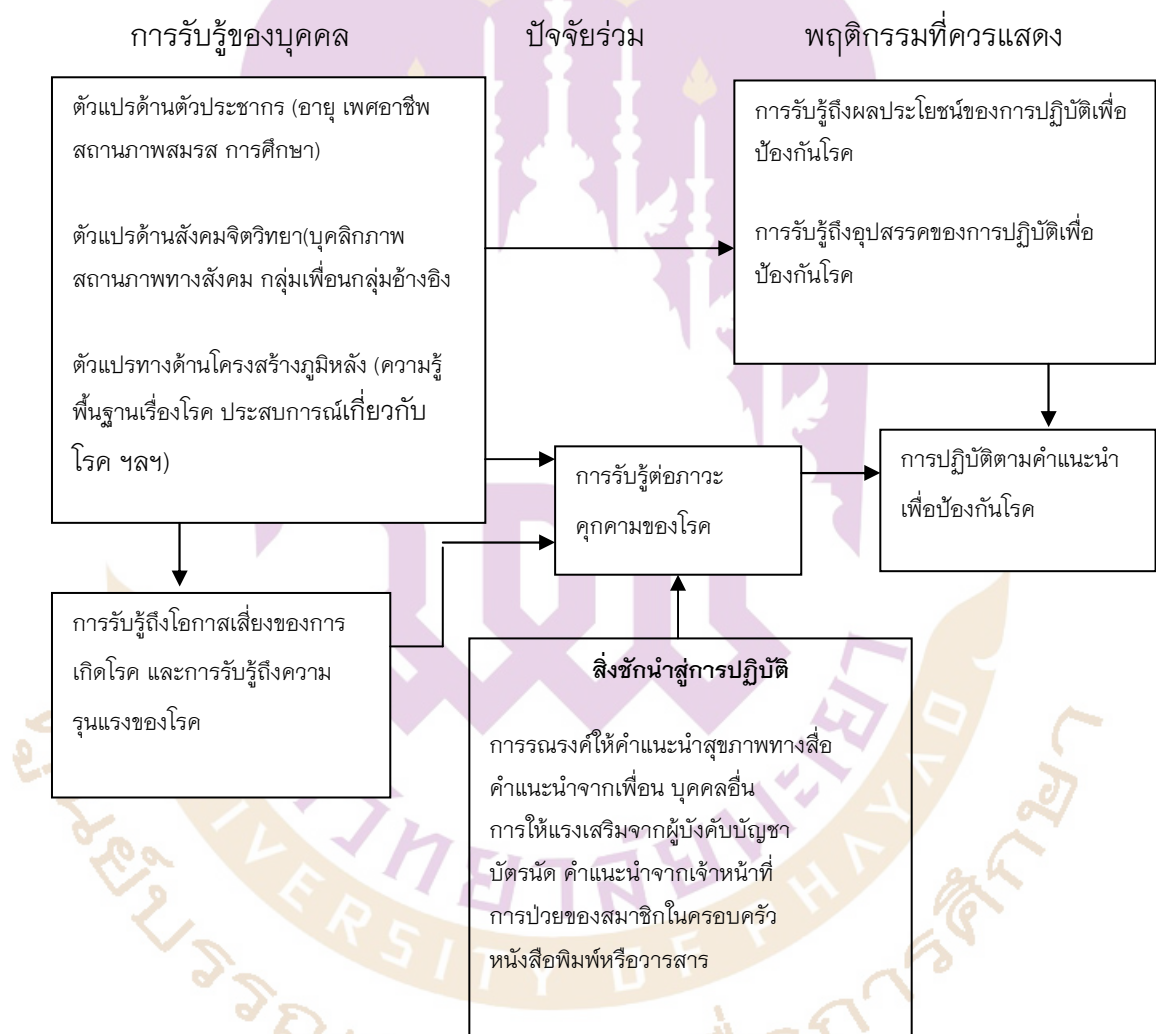 การรับรู้ของบุคคล
ปัจจัยร่วม
พฤติกรรมที่ควรแสดง
ตัวแปรด้านตัวประชากร (อายุ เพศอาชีพ
สถานภาพสมรส การศึกษา)
ตัวแปรด้านสังคมจิตวิทยา(บุคลิกภาพ
สถานภาพทางสังคม กลุ่มเพื่อนกลุ่มอ้างอิง
ตัวแปรทางด้านโครงสร้างภูมิหลัง (ความรู้
พื้นฐานเรื่องโรค ประสบการณ์เกี่ยวกับ
โรค ฯลฯ)
การรับรู้ถึงผลประโยชน์ของการปฏิบัติเพื่อ
ป้องกันโรค
การรับรู้ถึงอุปสรรคของการปฏิบัติเพื่อ
ป้องกันโรค
การรับรู้ต่อภาวะ
คุกคามของโรค
การปฏิบัติตามคำแนะนำ
เพื่อป้องกันโรค
การรับรู้ถึงโอกาสเสี่ยงของการ
เกิดโรค และการรับรู้ถึงความ
รุนแรงของโรค
สิ่งชักนำสู่การปฏิบัติ
การรณรงค์ให้คำแนะนำสุขภาพทางสื่อ
คำแนะนำจากเพื่อน บุคคลอื่น
การให้แรงเสริมจากผู้บังคับบัญชา
บัตรนัด คำแนะนำจากเจ้าหน้าที่
การป่วยของสมาชิกในครอบครัว
หนังสือพิมพ์หรือวารสาร